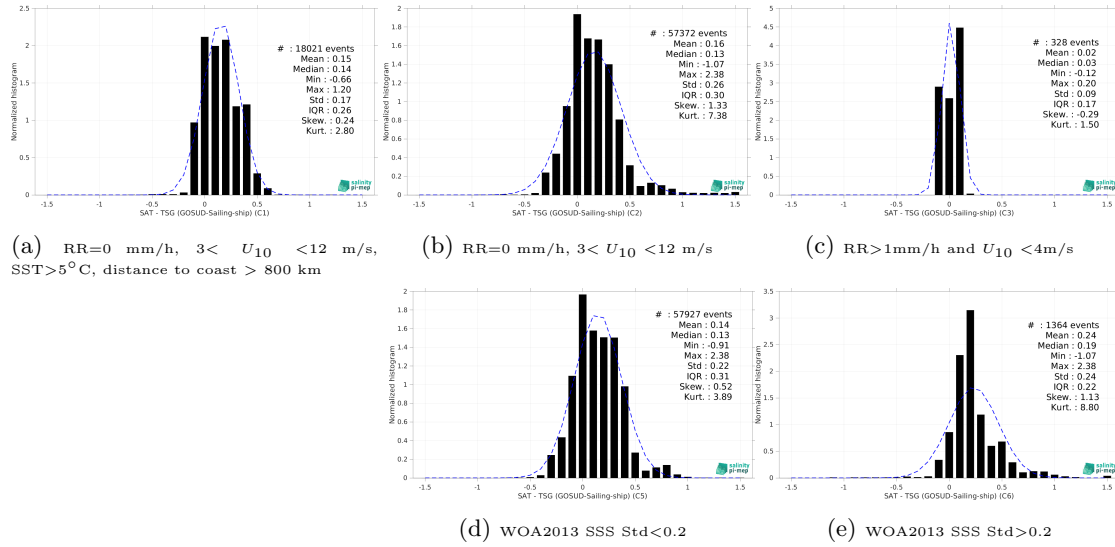 2.5
2
1.5
1
0.5
0
Normalized histogram
# : 18021 events
Mean : 0.15
Median : 0.14
Min : -0.66
Max : 1.20
Std : 0.17
IQR : 0.26
Skew. : 0.24
Kurt. : 2.80
salinity
pi-mep
-1.5 -1 -0.5 0 0.5 1 1.5
SAT - TSG (GOSUD-Sailing-ship) (C1)
(a) RR=0 mm/h, 3< U10 <12 m/s,
SST>5°C, distance to coast > 800 km
2
1.8
1.6
1.4
1.2
1
0.8
0.6
0.4
0.2
0
Normalized histogram
# : 57372 events
Mean : 0.16
Median : 0.13
Min : -1.07
Max : 2.38
Std : 0.26
IQR : 0.30
Skew. : 1.33
Kurt. : 7.38
salinity
pi-mep
-1.5 -1 -0.5 0 0.5 1 1.5
SAT - TSG (GOSUD-Sailing-ship) (C2)
(b) RR=0 mm/h, 3< U10 <12 m/s
5
4.5
4
3.5
3
2.5
2
1.5
1
0.5
0
Normalized histogram
# : 328 events
Mean : 0.02
Median : 0.03
Min : -0.12
Max : 0.20
Std : 0.09
IQR : 0.17
Skew. : -0.29
Kurt. : 1.50
salinity
pi-mep
-1.5 -1 -0.5 0 0.5 1 1.5
SAT - TSG (GOSUD-Sailing-ship) (C3)
(c) RR>1mm/h and U10 <4m/s
2
1.8
1.6
1.4
1.2
1
0.8
0.6
0.4
0.2
0
Normalized histogram
# : 57927 events
Mean : 0.14
Median : 0.13
Min : -0.91
Max : 2.38
Std : 0.22
IQR : 0.31
Skew. : 0.52
Kurt. : 3.89
salinity
pi-mep
-1.5 -1 -0.5 0 0.5 1 1.5
SAT - TSG (GOSUD-Sailing-ship) (C5)
(d) WOA2013 SSS Std<0.2
3.5
3
2.5
2
1.5
1
0.5
0
Normalized histogram
# : 1364 events
Mean : 0.24
Median : 0.19
Min : -1.07
Max : 2.38
Std : 0.24
IQR : 0.22
Skew. : 1.13
Kurt. : 8.80
salinity
pi-mep
-1.5 -1 -0.5 0 0.5 1 1.5
SAT - TSG (GOSUD-Sailing-ship) (C6)
(e) WOA2013 SSS Std>0.2